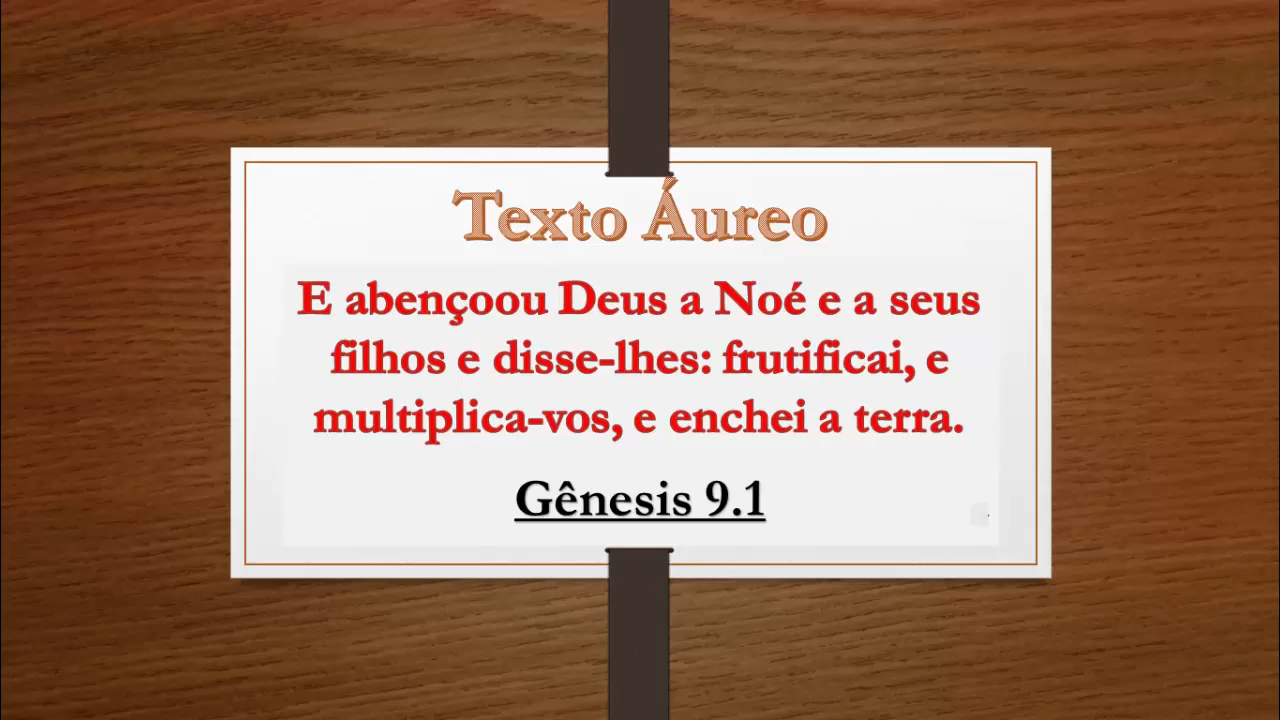 Texto Áureo
E abençoou Deus a Noé e a seus
filhos e disse-lhes: frutificai, e
multiplica-vos, e enchei a terra.
Gênesis 9.1